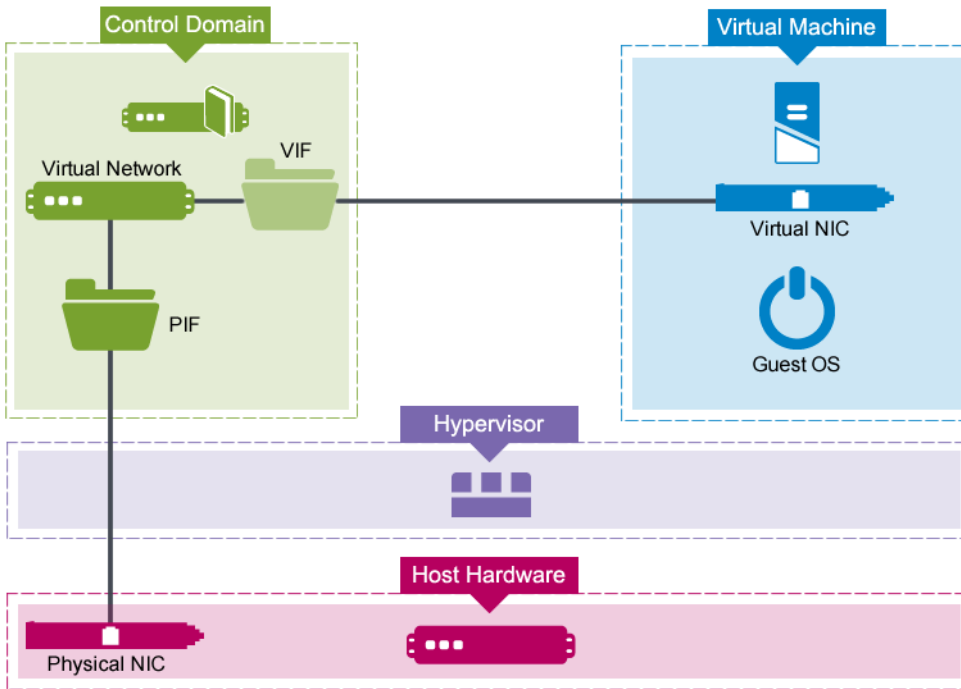 Control Domain
Virtual Machine
VIF
Virtual Network
Virtual NIC
PIF
Guest OS
Hypervisor
Host Hardware
Physical NIC